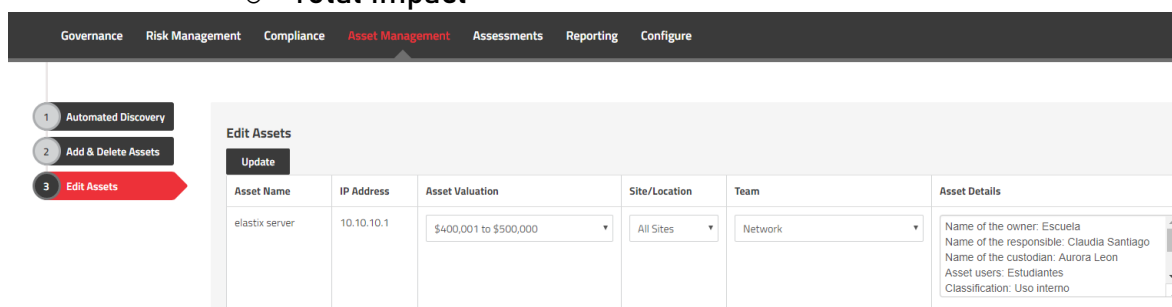 ○ Total Impact
Governance Risk Management Compliance Asset Management Assessments Reporting Configure
1 Automated Discovery
2 Add & Delete Assets
3 Edit Assets
Edit Assets
Update
Asset Name IP Address Asset Valuation Site/Location Team Asset Details
elastix server 10.10.10.1 $400,001 to $500,000 All Sites Network
Name of the owner: Escuela
Name of the responsible: Claudia Santiago
Name of the custodian: Aurora Leon
Asset users: Estudiantes
Classification: Uso interno